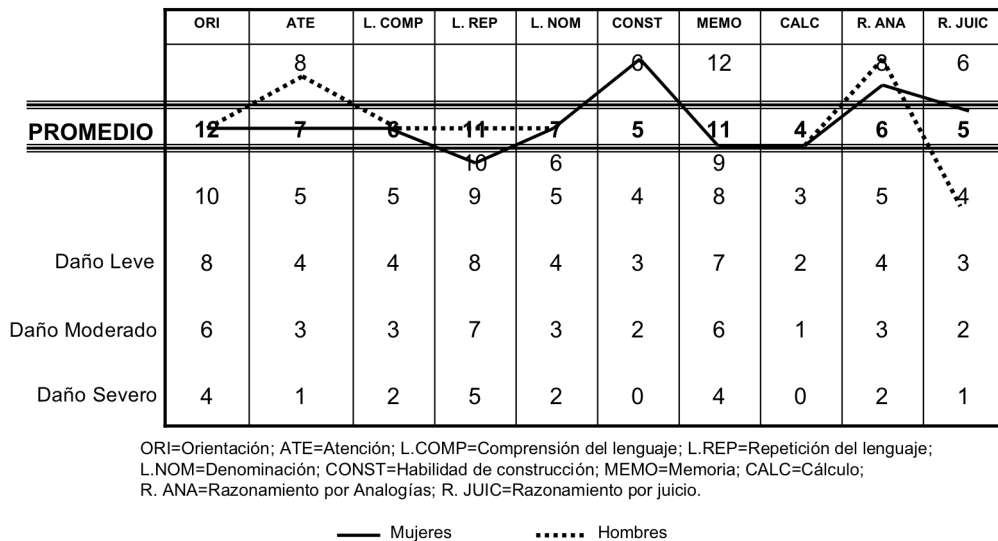 ORI ATE L. COMP L. REP L. NOM CONST MEMO CALC R. ANA R. JUIC
8 6 12 8 6
PROMEDIO 12 7 6 11 7 5 11 4 6 5
10 6 9
10 5 5 9 5 4 8 3 5 4
Daño Leve 8 4 4 8 4 3 7 2 4 3
Daño Moderado 6 3 3 7 3 2 6 1 3 2
Daño Severo 4 1 2 5 2 0 4 0 2 1
ORI=Orientación; ATE=Atención; L.COMP=Comprensión del lenguaje; L.REP=Repetición del lenguaje;
L.NOM=Denominación; CONST=Habilidad de construcción; MEMO=Memoria; CALC=Cálculo;
R. ANA=Razonamiento por Analogías; R. JUIC=Razonamiento por juicio.
Mujeres Hombres